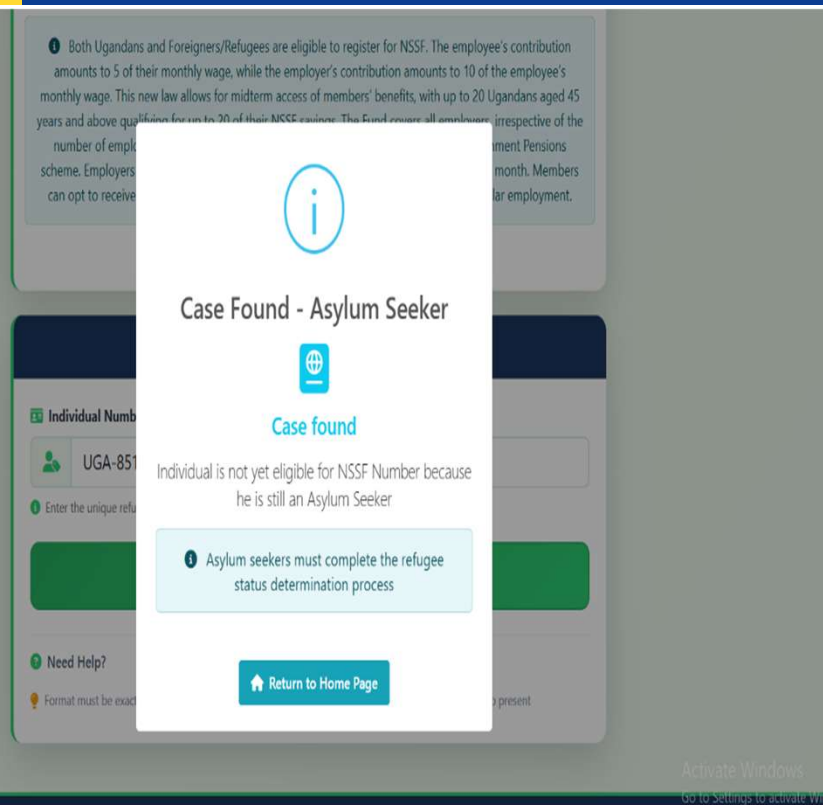 Both Ugandans and Foreigners/Refugees are eligible to register for NSSF. The employee's contribution
amounts to 5 of their monthly wage, while the employer's contribution amounts to 10 of the employee's
monthly wage. This new law allows for midterm access of members' benefits, with up to 20 Ugandans aged 45
years and above qualifying for up to 20 of their NSSF savings. The Fund covers all employers, irrespective of the
number of emplo ment Pensions
scheme. Employers month. Members
can opt to receive lar employment.
Case Found - Asylum Seeker
Case found
Individual is not yet eligible for NSSF Number because
he is still an Asylum Seeker
Asylum seekers must complete the refugee
status determination process
Return to Home Page
Individual Numb
UGA-851
Enter the unique refu
Need Help?
Format must be exact present
Activate Windows
Go to Settings to activate Wi